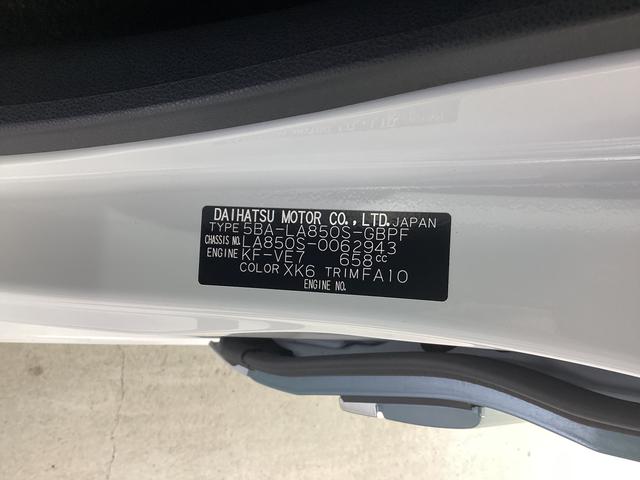 DAIHATSU MOTOR CO., LTD. JAPAN
TYPE 5BA-LA850S-GBPF
CHASSIS NO. LA850S-0062943
ENGINE KF-VE7 658cc
COLOR XK6 TRIM FA10
ENGINE NO.